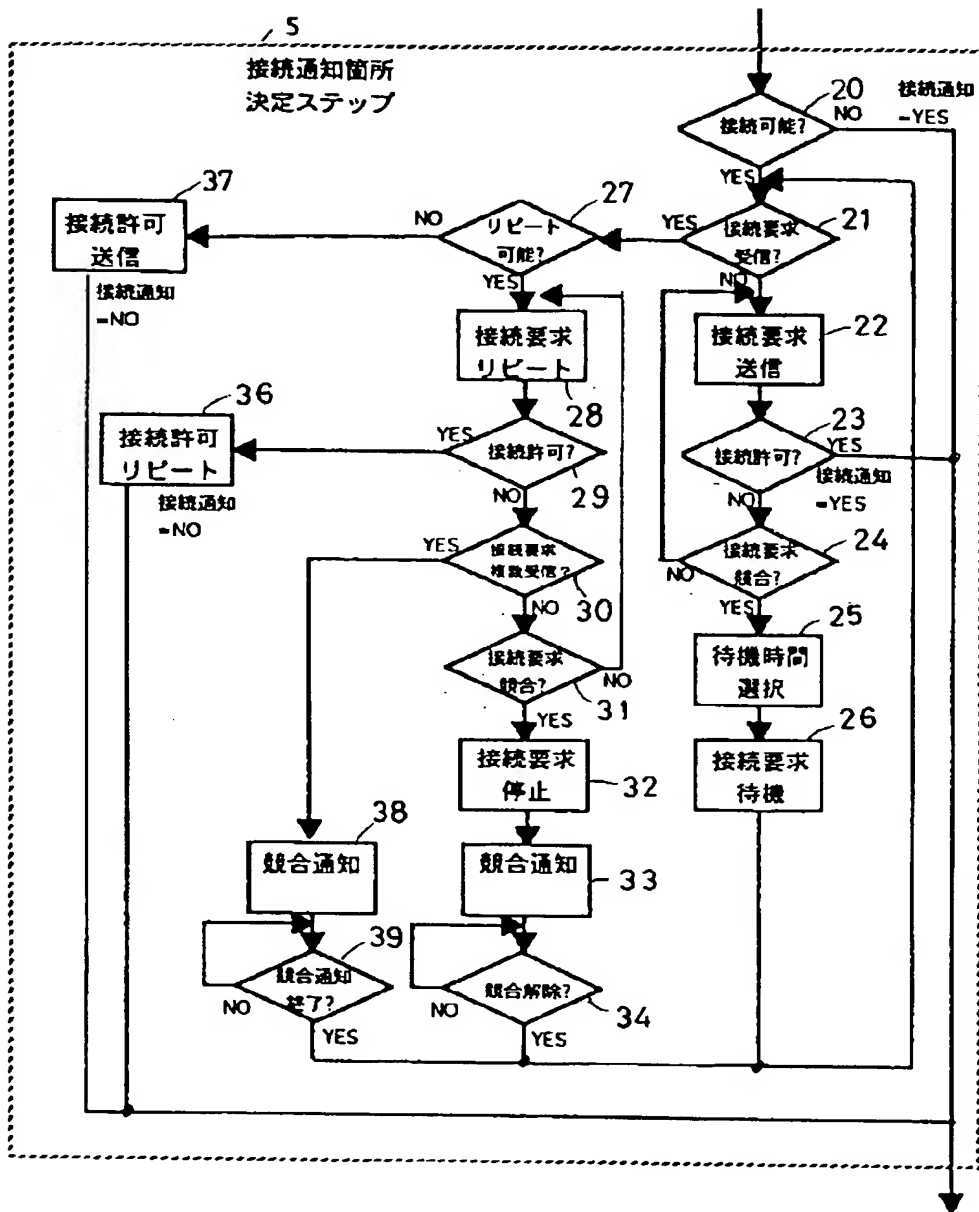 5
接続通知箇所
決定ステップ
20
接続可能?
NO
接続通知
=YES
YES
37
接続許可
送信
接続通知
=NO
NO
27
リピート
可能?
YES
YES
21
接続要求
受信?
NO
接続要求
リピート
28
22
接続要求
送信
36
接続許可
リピート
接続通知
=NO
YES
接続許可?
29
NO
23
接続許可?
YES
接続通知
=YES
NO
YES
接続要求
複数受信?
30
NO
24
接続要求
競合?
NO
YES
接続要求
競合?
NO
31
YES
25
待機時間
選択
接続要求
停止
32
26
接続要求
待機
38
競合通知
競合通知
33
39
競合通知
終了?
NO
YES
競合解除?
NO
34
YES